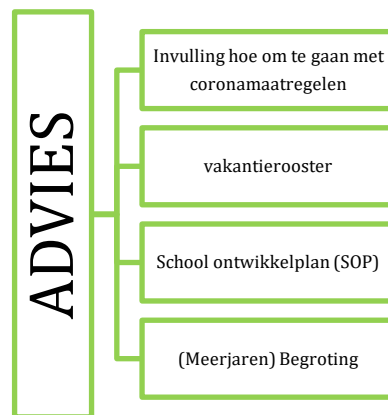 ADVIES
Invulling hoe om te gaan met
coronamaatregelen
vakantierooster
School ontwikkelplan (SOP)
(Meerjaren) Begroting